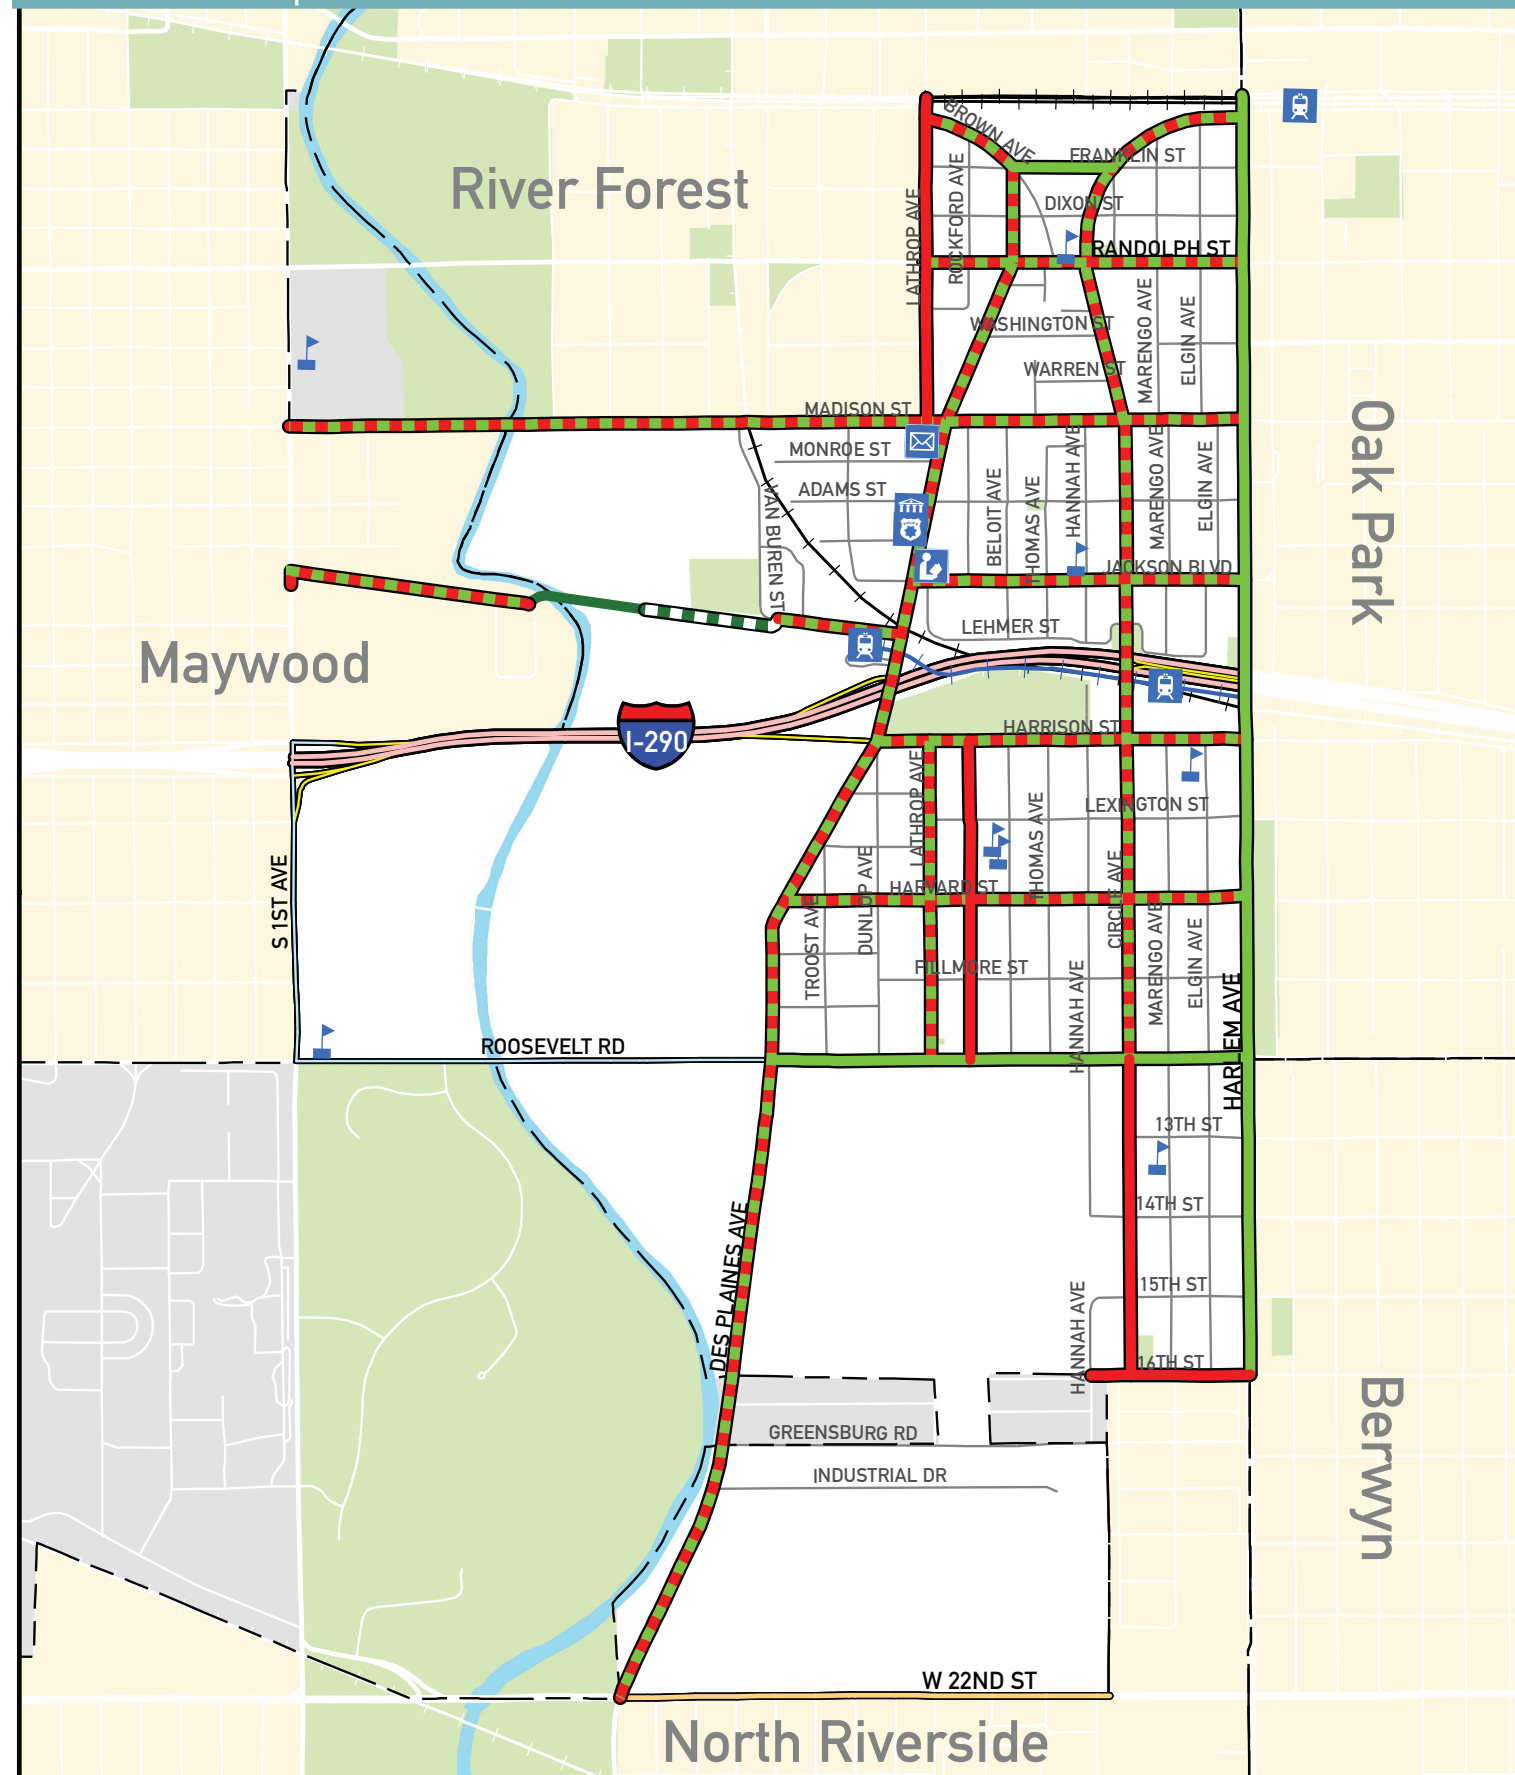 BROWN AVE
FRANKLIN ST
River Forest
LATHROP AVE
ROCKFORD AVE
DIXON ST
RANDOLPH ST
WASHINGTON ST
MARENGO AVE
ELGIN AVE
WARREN ST
MADISON ST
Oak Park
MONROE ST
ADAMS ST
VAN BUREN ST
BELOIT AVE
THOMAS AVE
HANNAH AVE
MARENGO AVE
ELGIN AVE
JACKSON BLVD
LEHMER ST
Maywood
I-290
HARRISON ST
LATHROP AVE
THOMAS AVE
LEXINGTON ST
S 1ST AVE
DUNLOP AVE
HARVARD ST
CIRCLE AVE
TROOST AVE
MARENGO AVE
ELGIN AVE
FILLMORE ST
HANNAH AVE
HARLEM AVE
ROOSEVELT RD
13TH ST
14TH ST
DES PLAINES AVE
15TH ST
HANNAH AVE
16TH ST
Berwyn
GREENSBURG RD
INDUSTRIAL DR
W 22ND ST
North Riverside